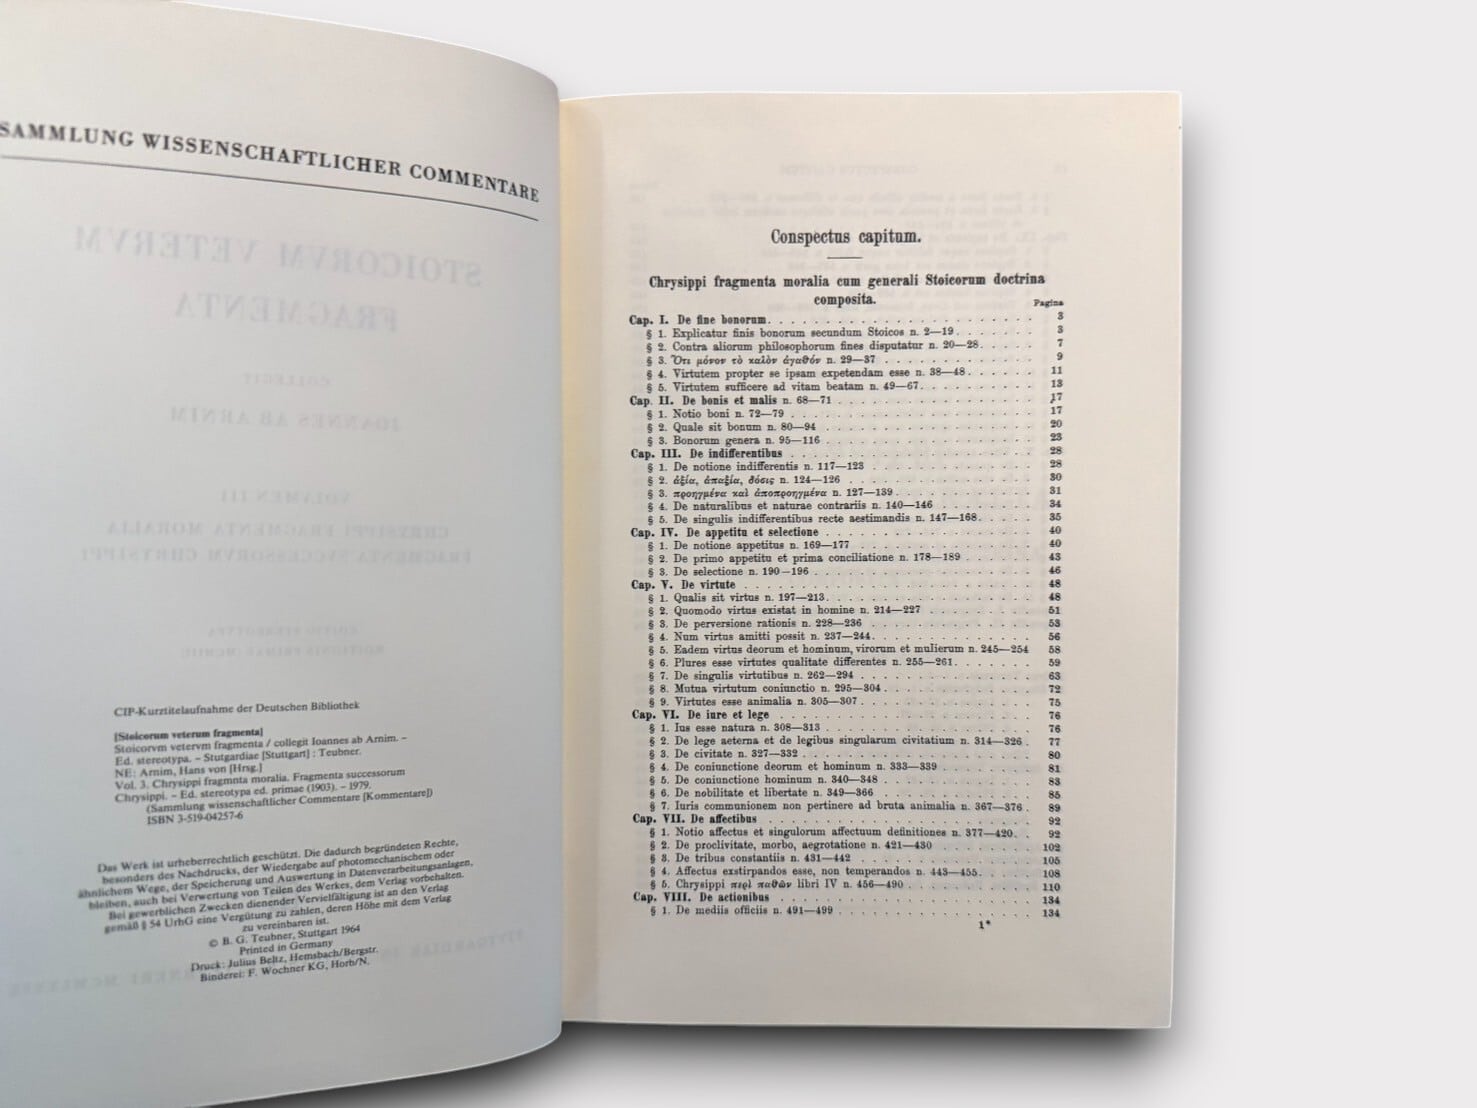 SAMMLUNG WISSENSCHAFTLICHER COMMENTARE
CIP-Kurztitelaufnahme der Deutschen Bibliothek
[Stoicorum veterum fragmenta]
Stoicorvm vetervm fragmenta / collegit Ioannes ab Arnim. –
Ed. stereotypa. – Stutgardiae [Stuttgart] : Teubner.
NE: Arnim, Hans von [Hrsg.]
Vol. 3. Chrysippi fragmnta moralia. Fragmenta successorum
Chrysippi. – Ed. stereotypa ed. primae (1903). – 1979.
(Sammlung wissenschaftlicher Commentare [Kommentare])
ISBN 3-519-04257-6
Das Werk ist urheberrechtlich geschützt. Die dadurch begründeten Rechte,
besonders des Nachdrucks, der Wiedergabe auf photomechanischem oder
ähnlichem Wege, der Speicherung und Auswertung in Datenverarbeitungsanlagen,
bleiben, auch bei Verwertung von Teilen des Werkes, dem Verlag vorbehalten.
Bei gewerblichen Zwecken dienender Vervielfältigung ist an den Verlag
gemäß § 54 UrhG eine Vergütung zu zahlen, deren Höhe mit dem Verlag
zu vereinbaren ist.
© B. G. Teubner, Stuttgart 1964
Printed in Germany
Druck: Julius Beltz, Hemsbach/Bergstr.
Binderei: F. Wochner KG, Horb/N.
Conspectus capitum.
Chrysippi fragmenta moralia cum generali Stoicorum doctrina
composita.
Pagina
Cap. I. De fine bonorum. 3
§ 1. Explicatur finis bonorum secundum Stoicos n. 2—19 3
§ 2. Contra aliorum philosophorum fines disputatur n. 20—28. 7
§ 3. Ὅτι μόνον τὸ καλὸν ἀγαθόν n. 29—37 9
§ 4. Virtutem propter se ipsam expetendam esse n. 38—48 11
§ 5. Virtutem sufficere ad vitam beatam n. 49—67. 13
Cap. II. De bonis et malis n. 68—71 17
§ 1. Notio boni n. 72—79 17
§ 2. Quale sit bonum n. 80—94 20
§ 3. Bonorum genera n. 95—116 23
Cap. III. De indifferentibus 28
§ 1. De notione indifferentis n. 117—123 28
§ 2. ἀξία, ἀπαξία, δόσις n. 124—126 30
§ 3. προηγμένα καὶ ἀποπροηγμένα n. 127—139 31
§ 4. De naturalibus et naturae contrariis n. 140—146 34
§ 5. De singulis indifferentibus recte aestimandis n. 147—168. 35
Cap. IV. De appetitu et selectione 40
§ 1. De notione appetitus n. 169—177 40
§ 2. De primo appetitu et prima conciliatione n. 178—189 43
§ 3. De selectione n. 190—196 46
Cap. V. De virtute 48
§ 1. Qualis sit virtus n. 197—213. 48
§ 2. Quomodo virtus existat in homine n. 214—227 51
§ 3. De perversione rationis n. 228—236 53
§ 4. Num virtus amitti possit n. 237—244. 56
§ 5. Eadem virtus deorum et hominum, virorum et mulierum n. 245—254 58
§ 6. Plures esse virtutes qualitate differentes n. 255—261. 59
§ 7. De singulis virtutibus n. 262—294 63
§ 8. Mutua virtutum coniunctio n. 295—304 72
§ 9. Virtutes esse animalia n. 305—307 75
Cap. VI. De iure et lege 76
§ 1. Ius esse natura n. 308—313 76
§ 2. De lege aeterna et de legibus singularum civitatium n. 314—326 77
§ 3. De civitate n. 327—332 80
§ 4. De coniunctione deorum et hominum n. 333—339 81
§ 5. De coniunctione hominum n. 340—348 83
§ 6. De nobilitate et libertate n. 349—366 85
§ 7. Iuris communionem non pertinere ad bruta animalia n. 367—376 89
Cap. VII. De affectibus 92
§ 1. Notio affectus et singulorum affectuum definitiones n. 377—420. 92
§ 2. De proclivitate, morbo, aegrotatione n. 421—430 102
§ 3. De tribus constantiis n. 431—442 105
§ 4. Affectus exstirpandos esse, non temperandos n. 443—455. 108
§ 5. Chrysippi περὶ παθῶν libri IV n. 456—490 110
Cap. VIII. De actionibus 134
§ 1. De mediis officiis n. 491—499 134
1*